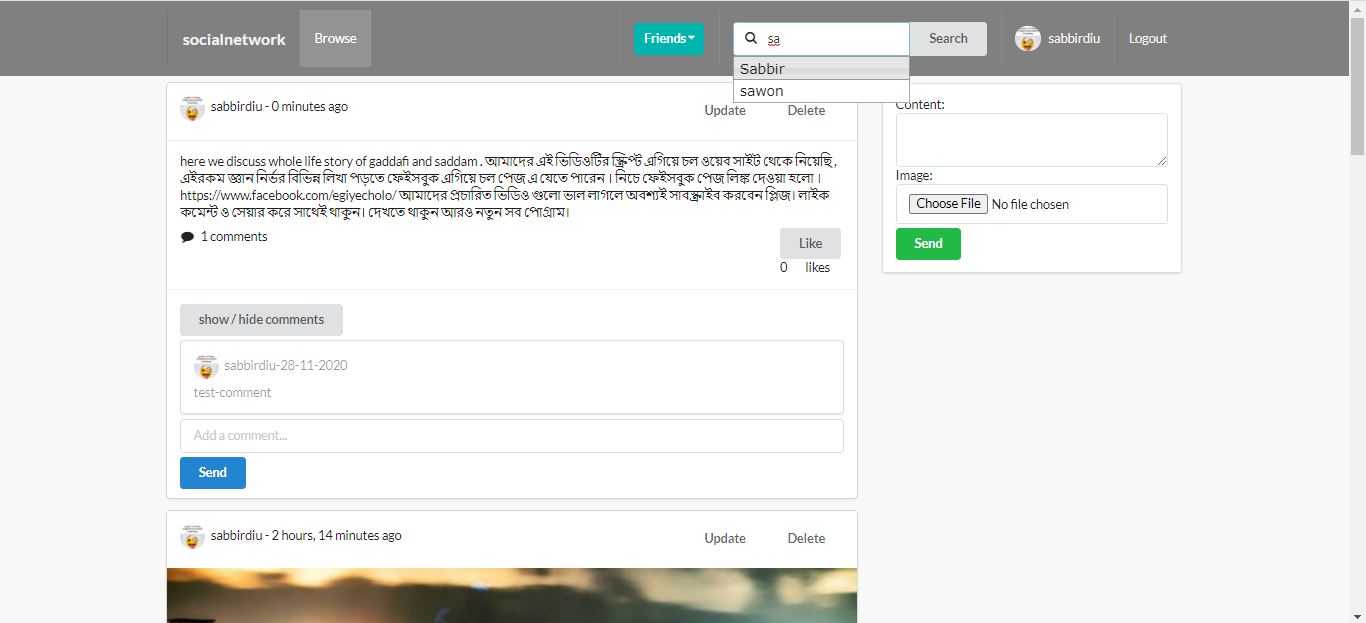 socialnetwork
Browse
Friends
sa
Search
sabbirdiu
Logout
Sabbir
sawon
sabbirdiu - 0 minutes ago
Update
Delete
here we discuss whole life story of gaddafi and saddam . আমাদের এই ভিডিওটির স্ক্রিপ্ট এগিয়ে চল ওয়েব সাইট থেকে নিয়েছি ,
এইরকম জ্ঞান নির্ভর বিভিন্ন লিখা পড়তে ফেইসবুক এগিয়ে চল পেজ এ যেতে পারেন । নিচে ফেইসবুক পেজ লিঙ্ক দেওয়া হলো ।
https://www.facebook.com/egiyecholo/ আমাদের প্রচারিত ভিডিও গুলো ভাল লাগলে অবশ্যই সাবস্ক্রাইব করবেন প্লিজ। লাইক
কমেন্ট ও সেয়ার করে সাথেই থাকুন। দেখতে থাকুন আরও নতুন সব পোগ্রাম।
1 comments
Like
0 likes
show / hide comments
sabbirdiu-28-11-2020
test-comment
Add a comment...
Send
Content:
Image:
Choose File No file chosen
Send
sabbirdiu - 2 hours, 14 minutes ago
Update
Delete